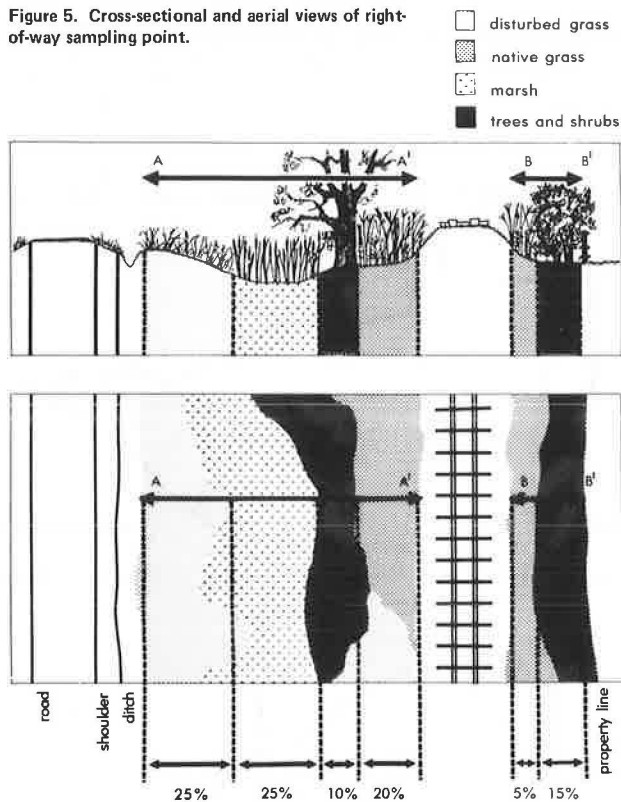 Figure 5. Cross-sectional and aerial views of right-
of-way sampling point.
disturbed grass
native grass
marsh
trees and shrubs
A A' B B'
A A' B B'
road
shoulder
ditch
property line
25% 25% 10% 20% 5% 15%